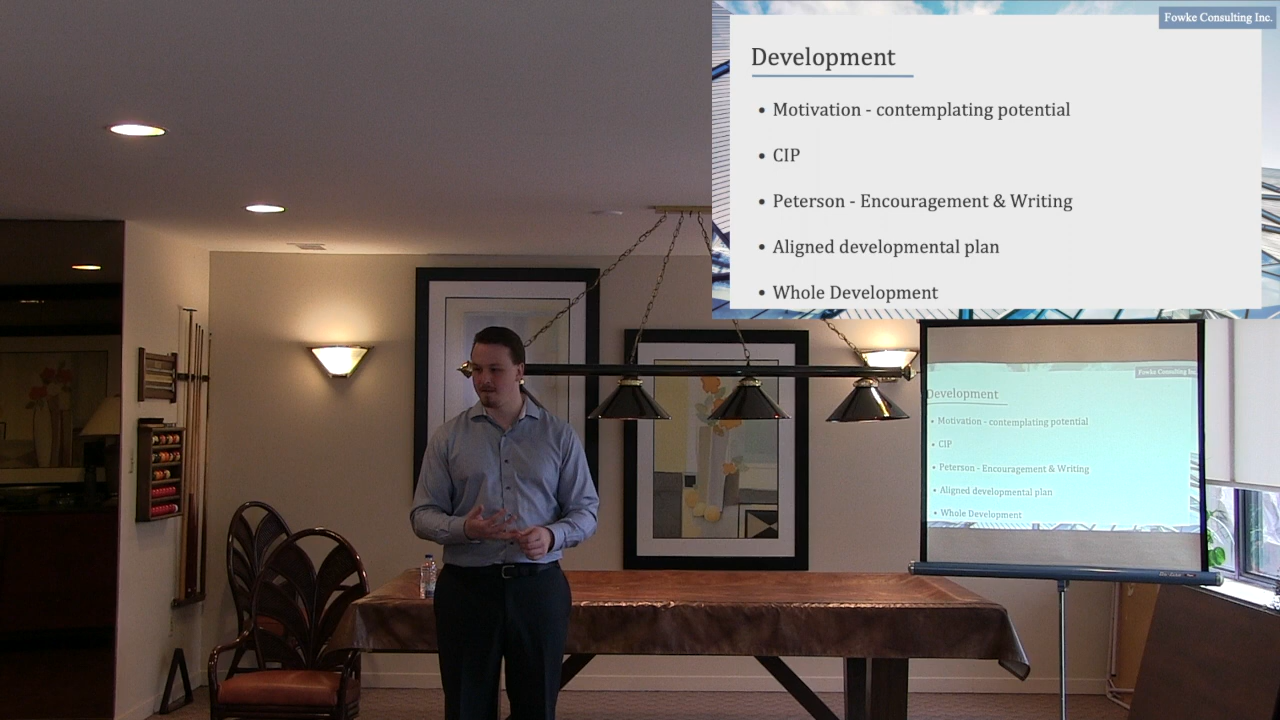 Fowke Consulting Inc.
Development
• Motivation - contemplating potential
• CIP
• Peterson - Encouragement & Writing
• Aligned developmental plan
• Whole Development
Fowke Consulting Inc.
Development
• Motivation - contemplating potential
• CIP
• Peterson - Encouragement & Writing
• Aligned developmental plan
• Whole Development